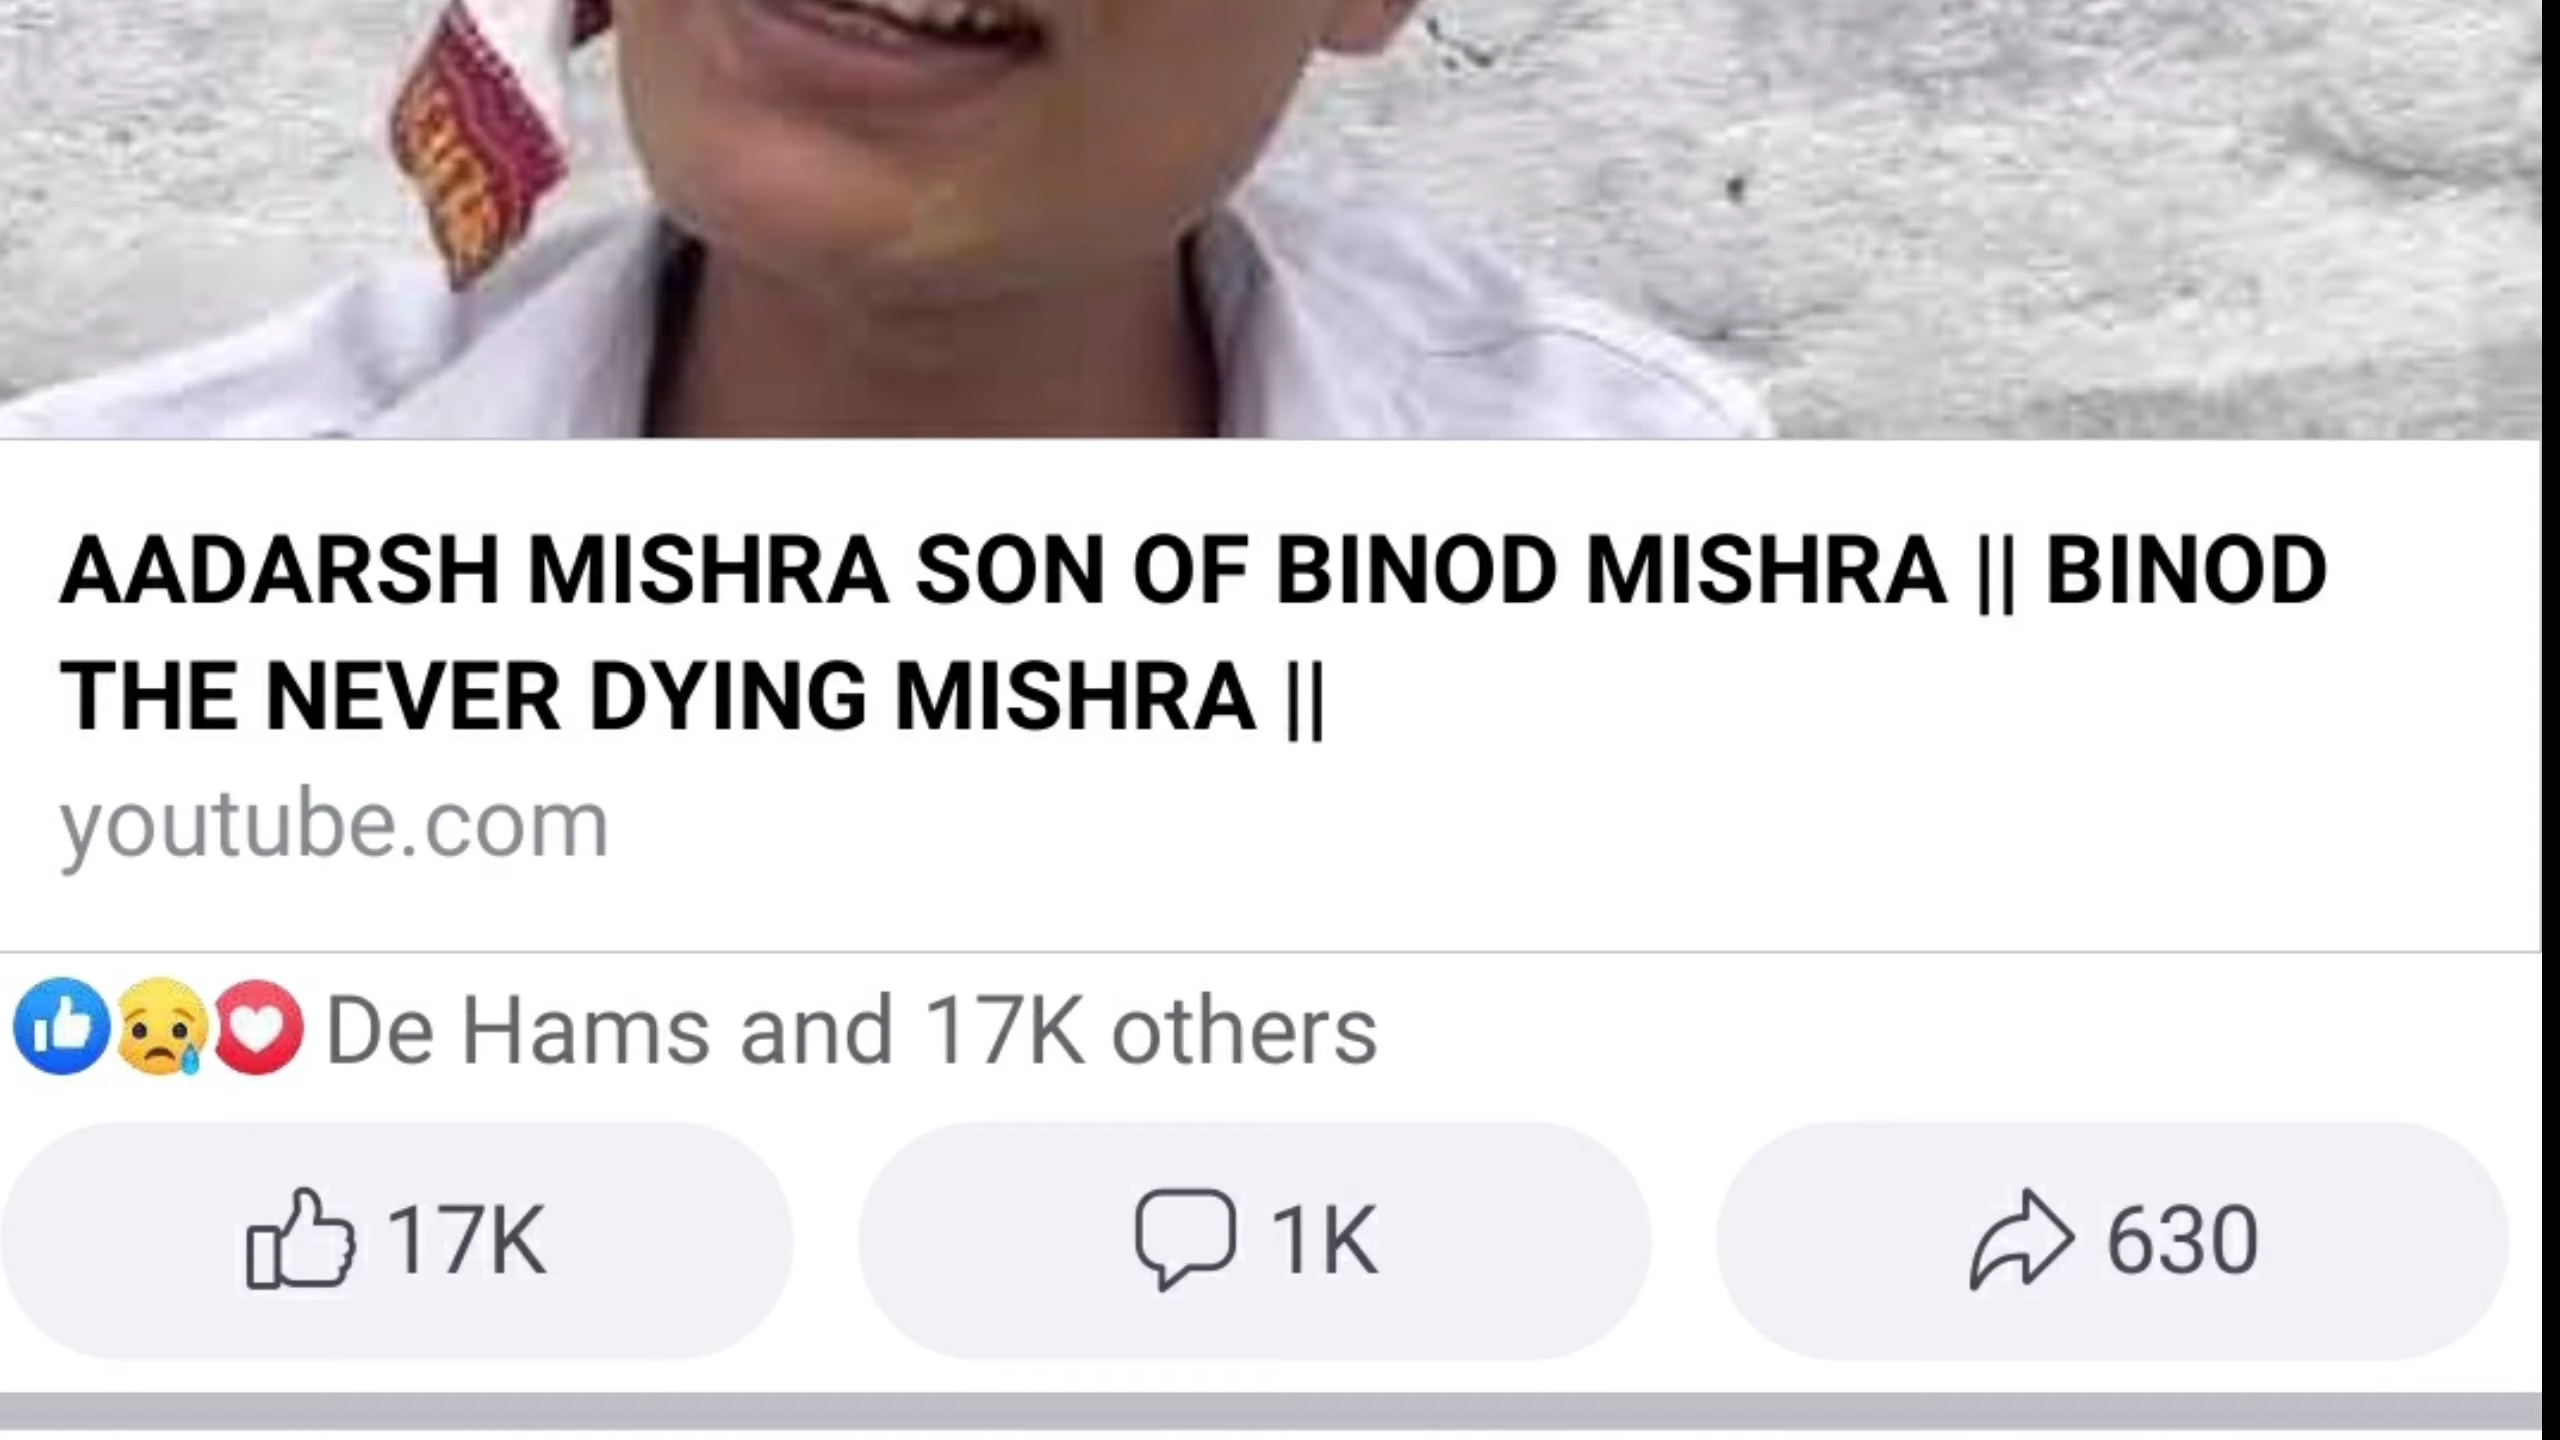 AADARSH MISHRA SON OF BINOD MISHRA || BINOD
THE NEVER DYING MISHRA ||
youtube.com
De Hams and 17K others
17K
1K
630